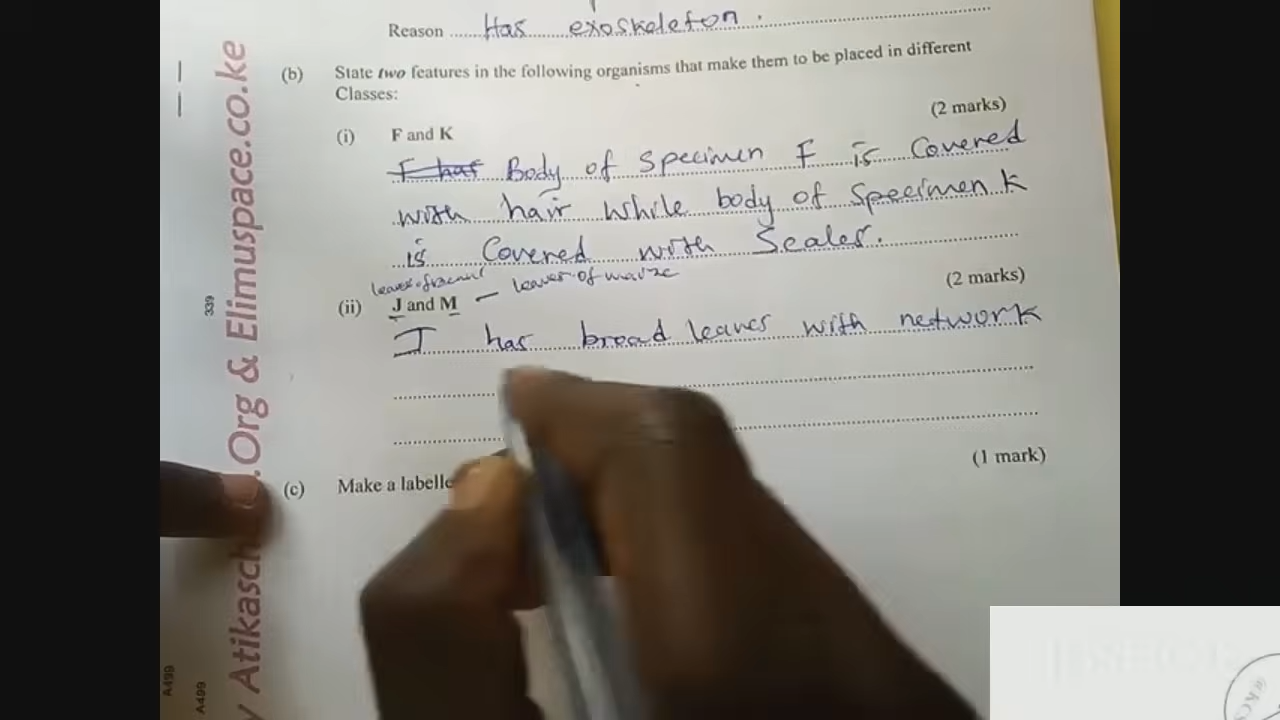 Reason ...... Has exoskeleton .
(b) State two features in the following organisms that make them to be placed in different
Classes:
(i) F and K (2 marks)
F has Body of specimen F is Covered
with hair while body of specimen K
is Covered with Scales.
leaves of maize
(ii) J and M — (2 marks)
J has broad leaves with network
(c) Make a labelle (1 mark)
Atikasch .Org & Elimuspace.co.ke
339
A499
A499